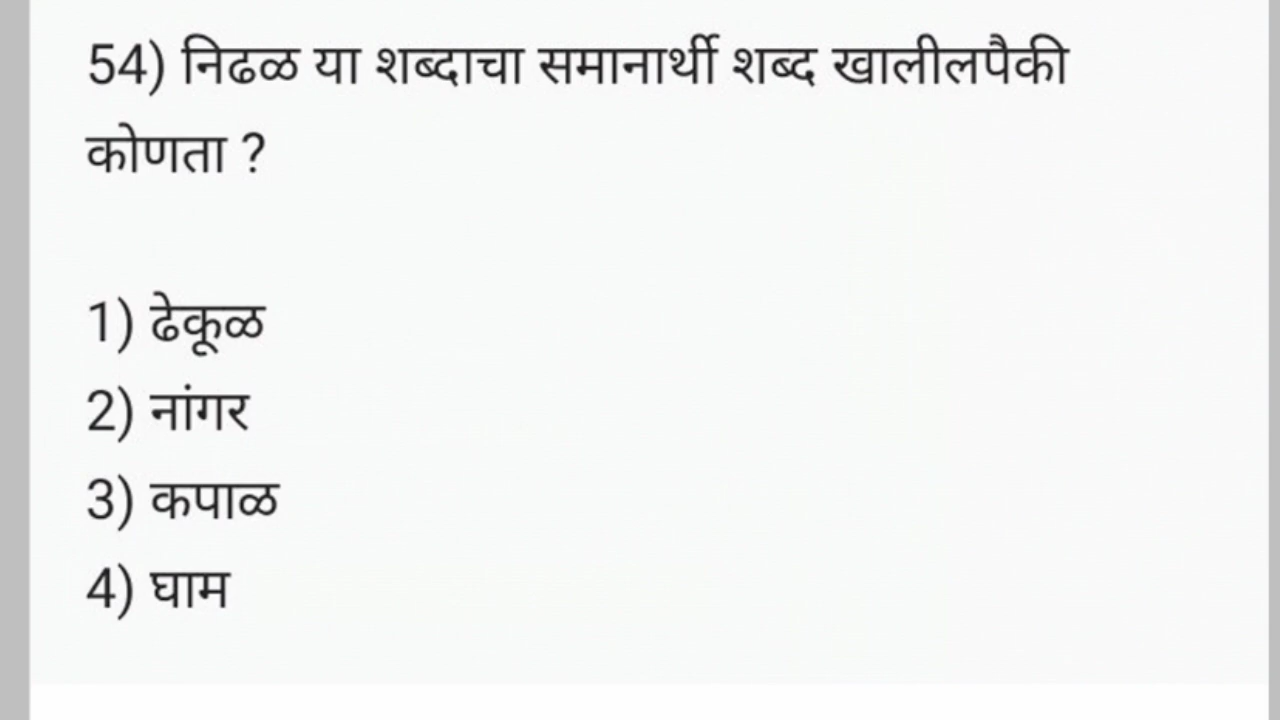 54) निढळ या शब्दाचा समानार्थी शब्द खालीलपैकी
कोणता ?
1) ढेकूळ
2) नांगर
3) कपाळ
4) घाम